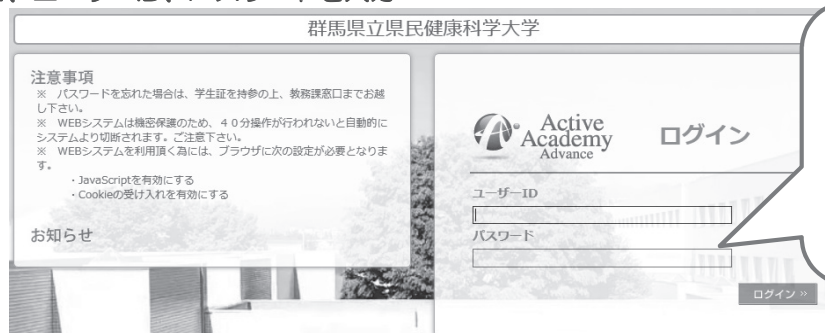 群馬県立県民健康科学大学
注意事項
※ パスワードを忘れた場合は、学生証を持参の上、教務課窓口までお越
し下さい。
※ WEBシステムは機密保護のため、40分操作が行われないと自動的に
システムより切断されます。ご注意下さい。
※ WEBシステムを利用頂く為には、ブラウザに次の設定が必要となりま
す。
・JavaScriptを有効にする
・Cookieの受け入れを有効にする
お知らせ
Active
Academy
Advance
ログイン
ユーザーID
パスワード
ログイン »